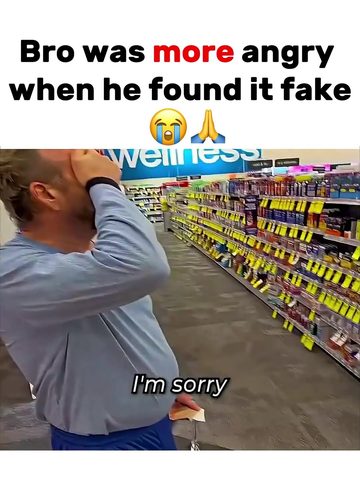 Bro was more angry
when he found it fake
😭🙏
wellness
I'm sorry